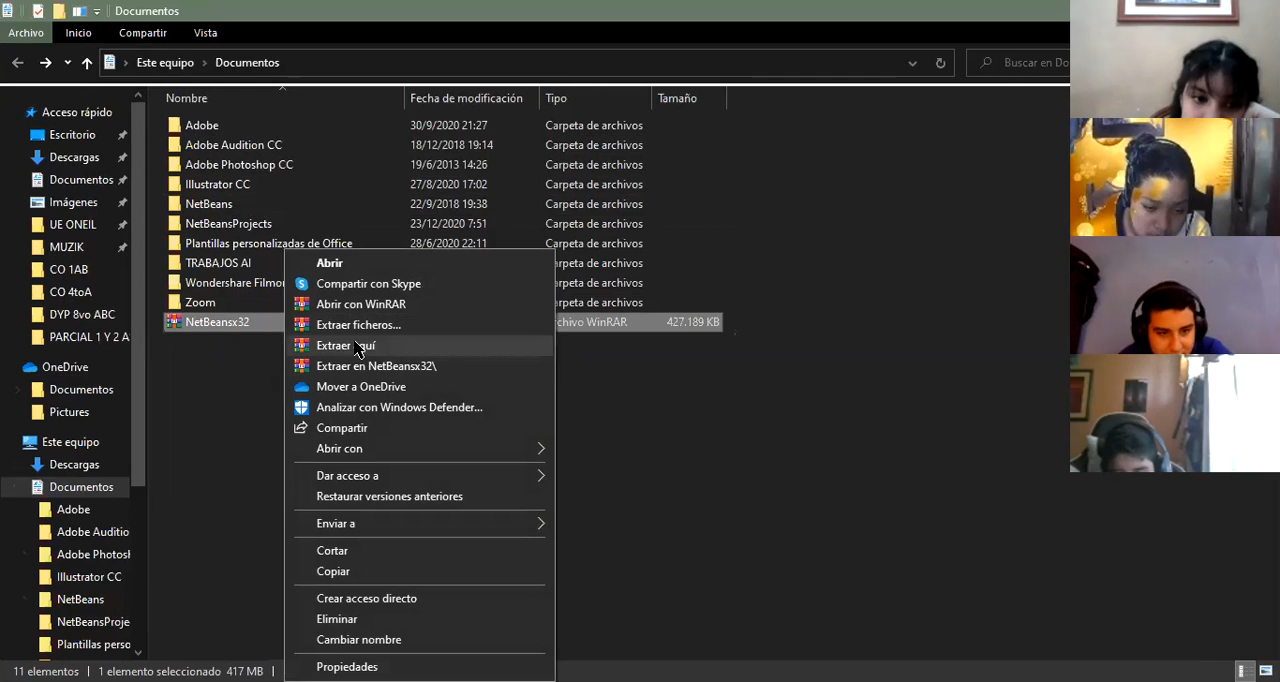 Documentos
Archivo Inicio Compartir Vista
Este equipo Documentos Buscar en Do
Nombre Fecha de modificación Tipo Tamaño
Acceso rápido
Escritorio
Descargas
Documentos
Imágenes
UE ONEIL
MUZIK
CO 1AB
CO 4toA
DYP 8vo ABC
PARCIAL 1 Y 2 A
OneDrive
Documentos
Pictures
Este equipo
Descargas
Documentos
Adobe
Adobe Auditio
Adobe Photosh
Illustrator CC
NetBeans
NetBeansProje
Plantillas perso
Adobe 30/9/2020 21:27 Carpeta de archivos
Adobe Audition CC 18/12/2018 19:14 Carpeta de archivos
Adobe Photoshop CC 19/6/2013 14:26 Carpeta de archivos
Illustrator CC 27/8/2020 17:02 Carpeta de archivos
NetBeans 22/9/2018 19:38 Carpeta de archivos
NetBeansProjects 23/12/2020 7:51 Carpeta de archivos
Plantillas personalizadas de Office 28/6/2020 22:11 Carpeta de archivos
TRABAJOS AI Carpeta de archivos
Wondershare Filmor Carpeta de archivos
Zoom Carpeta de archivos
NetBeansx32 chivo WinRAR 427.189 KB
Abrir
Compartir con Skype
Abrir con WinRAR
Extraer ficheros...
Extraer aquí
Extraer en NetBeansx32\
Mover a OneDrive
Analizar con Windows Defender...
Compartir
Abrir con
Dar acceso a
Restaurar versiones anteriores
Enviar a
Cortar
Copiar
Crear acceso directo
Eliminar
Cambiar nombre
Propiedades
11 elementos 1 elemento seleccionado 417 MB